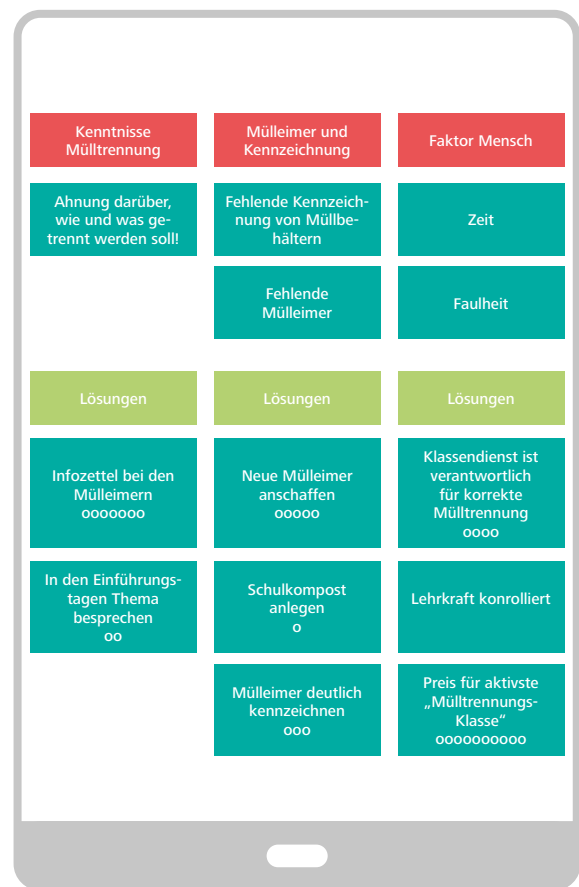 Kenntnisse
Mülltrennung
Mülleimer und
Kennzeichnung
Faktor Mensch
Ahnung darüber,
wie und was ge-
trennt werden soll!
Fehlende Kennzeich-
nung von Müllbe-
hältern
Zeit
Fehlende
Mülleimer
Faulheit
Lösungen
Lösungen
Lösungen
Infozettel bei den
Mülleimern
ooooooo
Neue Mülleimer
anschaffen
ooooo
Klassendienst ist
verantwortlich
für korrekte
Mülltrennung
oooo
In den Einführungs-
tagen Thema
besprechen
oo
Schulkompost
anlegen
o
Lehrkraft konrolliert
Mülleimer deutlich
kennzeichnen
ooo
Preis für aktivste
„Mülltrennungs-
Klasse“
oooooooooo